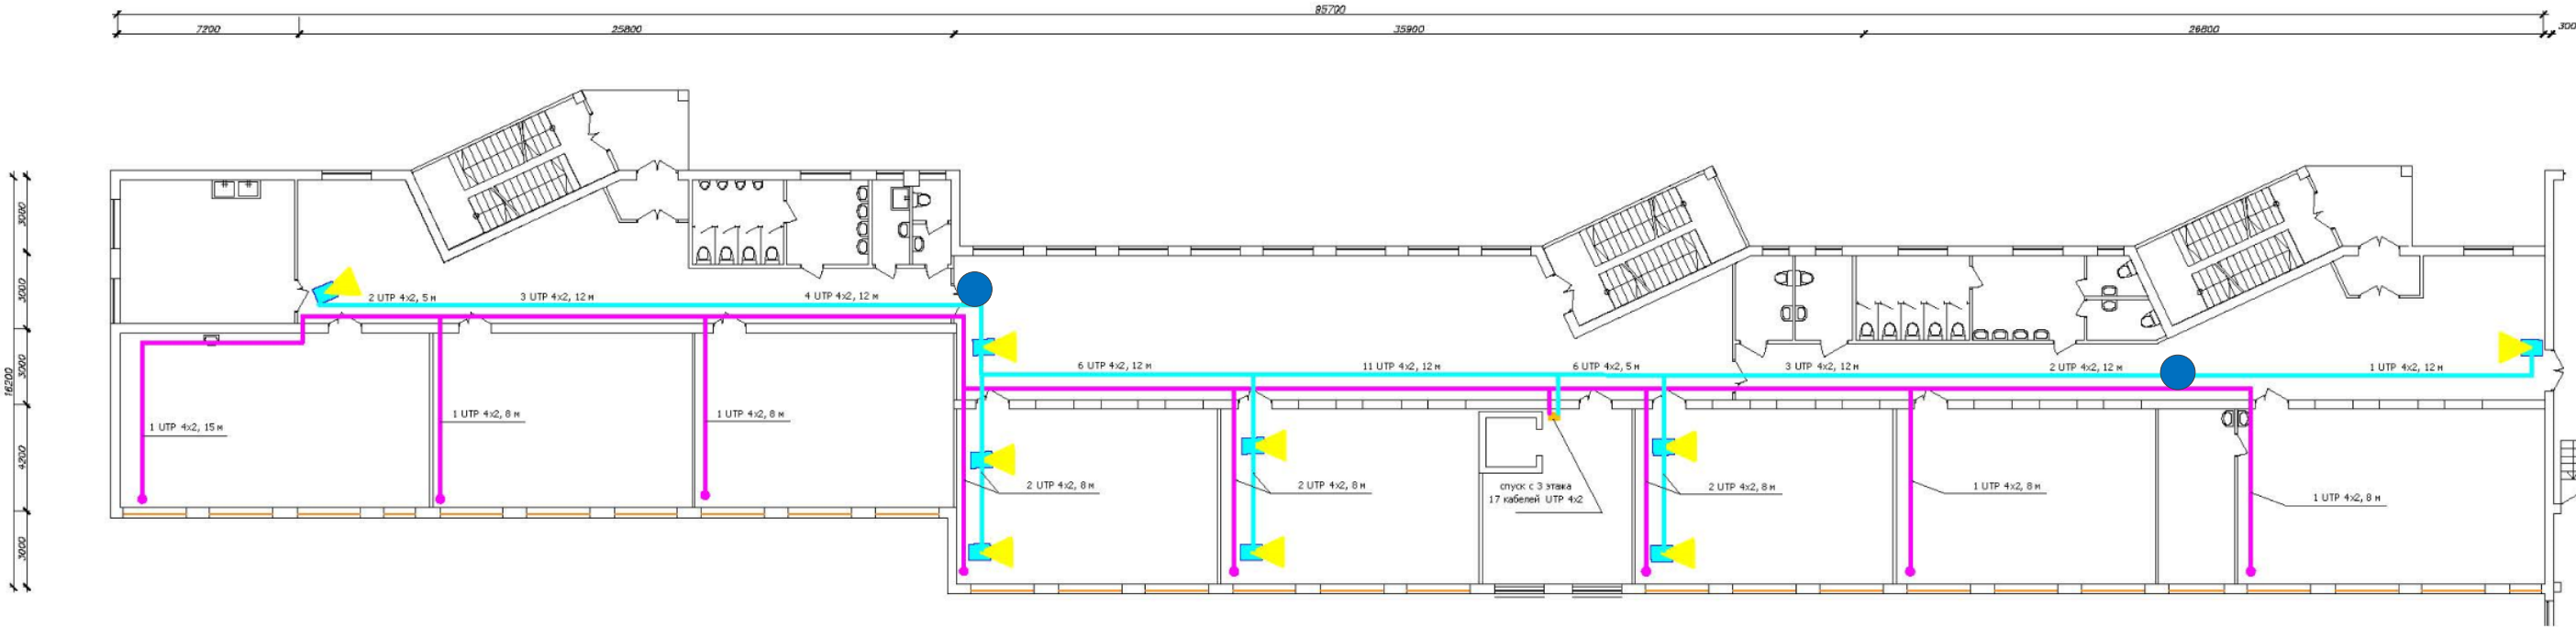 95700
7200
25800
35900
26800
300
3000
3000
3000
4200
3000
16200
2 UTP 4x2, 5 м
3 UTP 4x2, 12 м
4 UTP 4x2, 12 м
6 UTP 4x2, 12 м
11 UTP 4x2, 12 м
6 UTP 4x2, 5 м
3 UTP 4x2, 12 м
2 UTP 4x2, 12 м
1 UTP 4x2, 12 м
1 UTP 4x2, 15 м
1 UTP 4x2, 8 м
1 UTP 4x2, 8 м
2 UTP 4x2, 8 м
2 UTP 4x2, 8 м
спуск с 3 этажа
17 кабелей UTP 4x2
2 UTP 4x2, 8 м
1 UTP 4x2, 8 м
1 UTP 4x2, 8 м